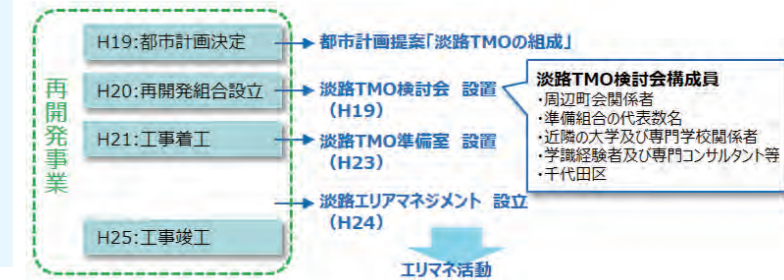 再開発事業
H19:都市計画決定
都市計画提案「淡路TMOの組成」
H20:再開発組合設立
淡路TMO検討会 設置
（H19）
淡路TMO検討会構成員
・周辺町会関係者
・準備組合の代表数名
・近隣の大学及び専門学校関係者
・学識経験者及び専門コンサルタント等
・千代田区
H21:工事着工
淡路TMO準備室 設置
（H23）
淡路エリアマネジメント 設立
（H24）
H25:工事竣工
エリマネ活動